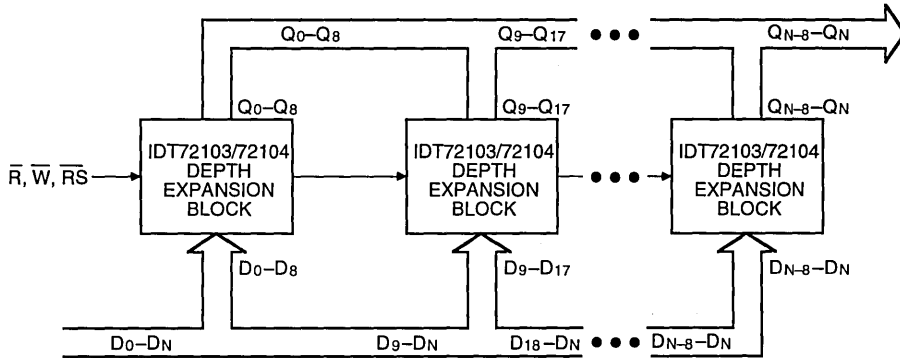 Q0–Q8 Q9–Q17 ••• QN–8–QN
Q0–Q8 Q9–Q17 QN–8–QN
R̅, W̅, R̅S̅
IDT72103/72104
DEPTH
EXPANSION
BLOCK
IDT72103/72104
DEPTH
EXPANSION
BLOCK
•••
IDT72103/72104
DEPTH
EXPANSION
BLOCK
D0–D8 D9–D17 DN–8–DN
D0–DN D9–DN D18–DN ••• DN–8–DN